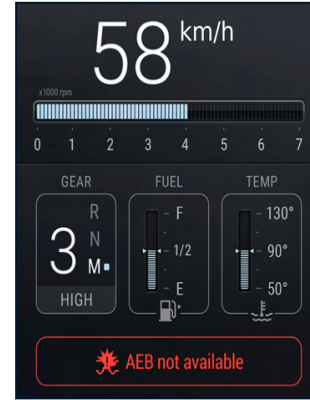 58 km/h
x1000 rpm
0 1 2 3 4 5 6 7
GEAR
R
3 N
M
HIGH
FUEL
F
1/2
E
TEMP
130°
90°
50°
AEB not available